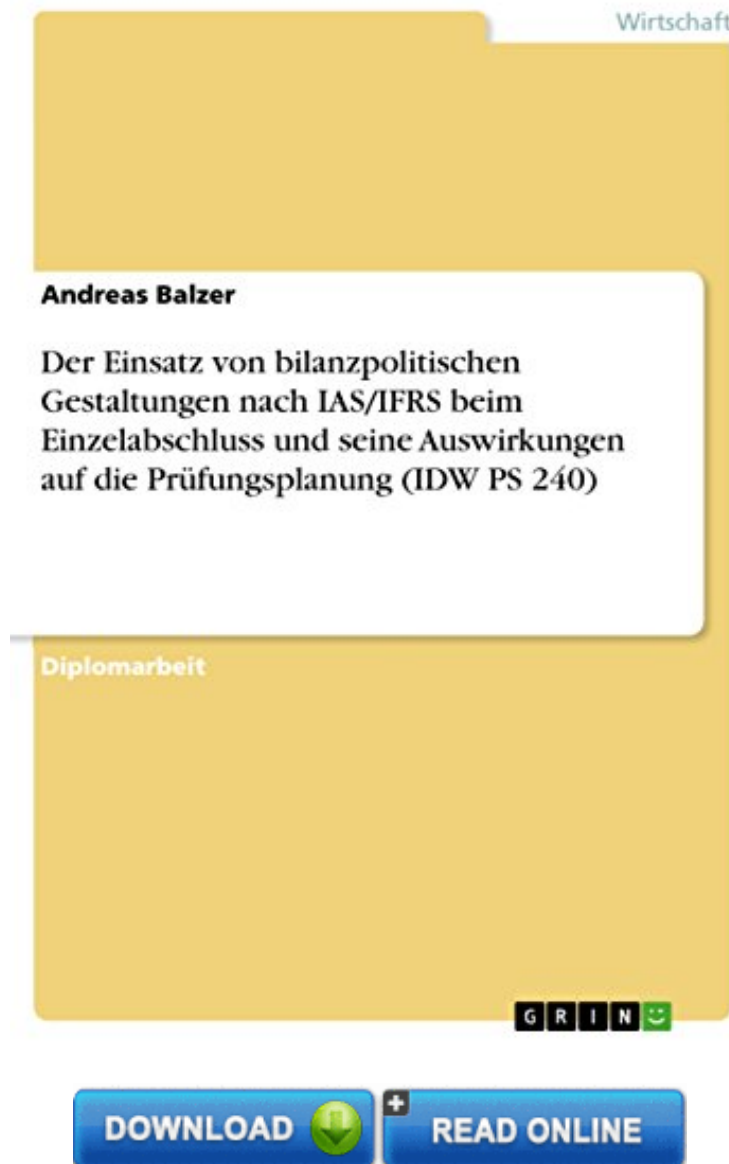 Wirtschaft
Andreas Balzer
Der Einsatz von bilanzpolitischen
Gestaltungen nach IAS/IFRS beim
Einzelabschluss und seine Auswirkungen
auf die Prüfungsplanung (IDW PS 240)
Diplomarbeit
GRIN
DOWNLOAD
READ ONLINE